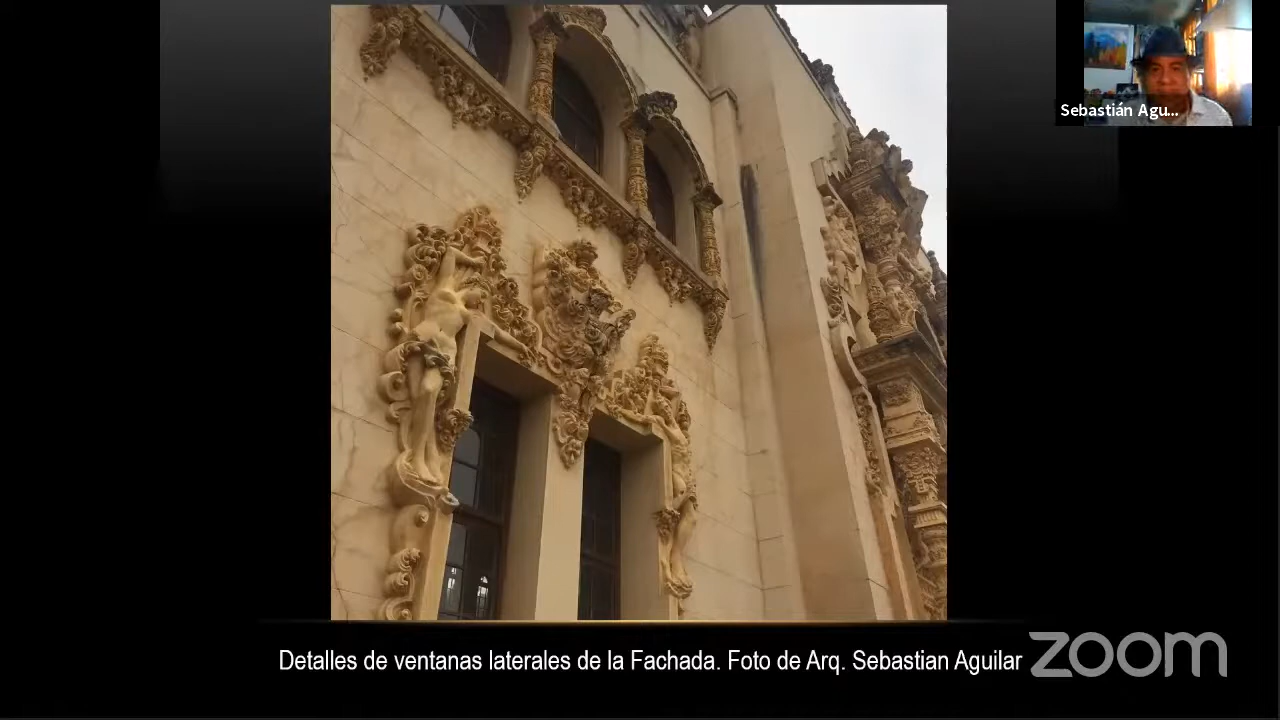 Sebastián Agu...
Detalles de ventanas laterales de la Fachada. Foto de Arq. Sebastian Aguilar
zoom